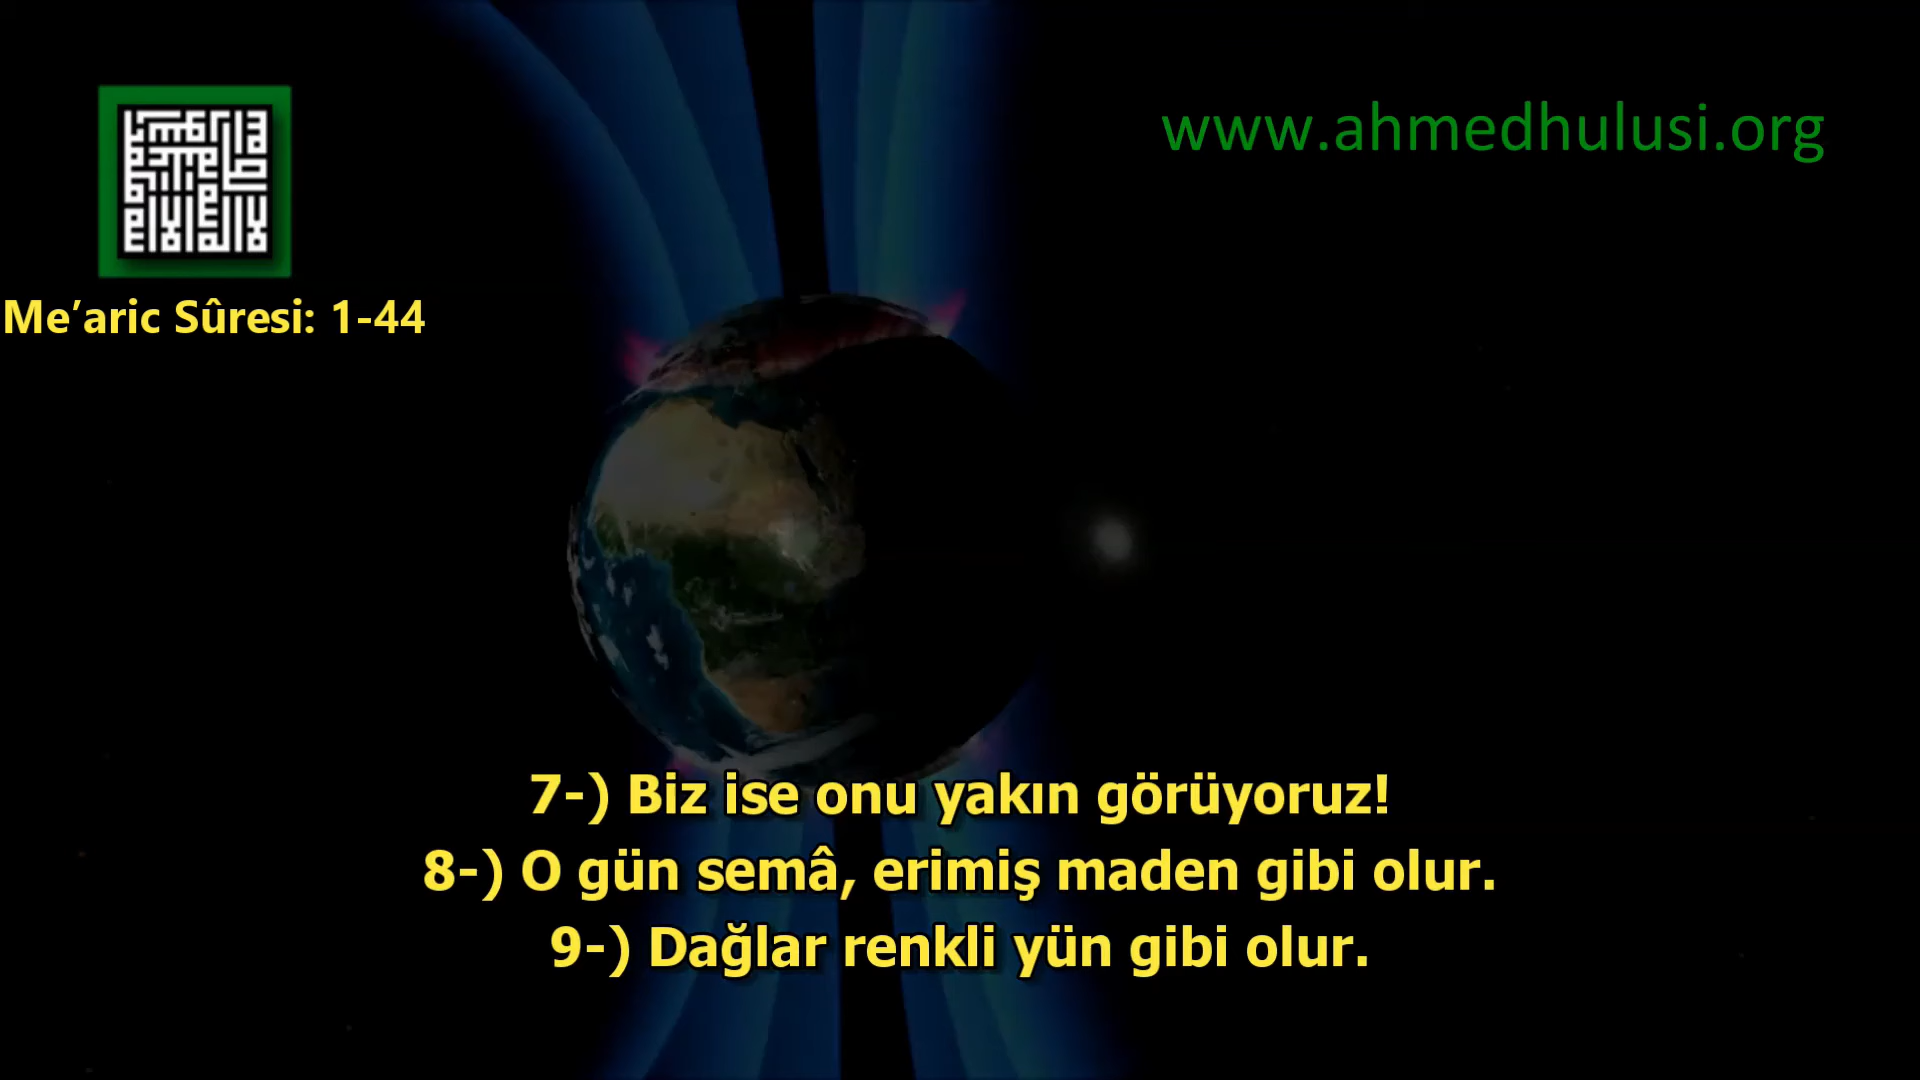 www.ahmedhulusi.org
Me’aric Sûresi: 1-44
7-) Biz ise onu yakın görüyoruz!
8-) O gün semâ, erimiş maden gibi olur.
9-) Dağlar renkli yün gibi olur.